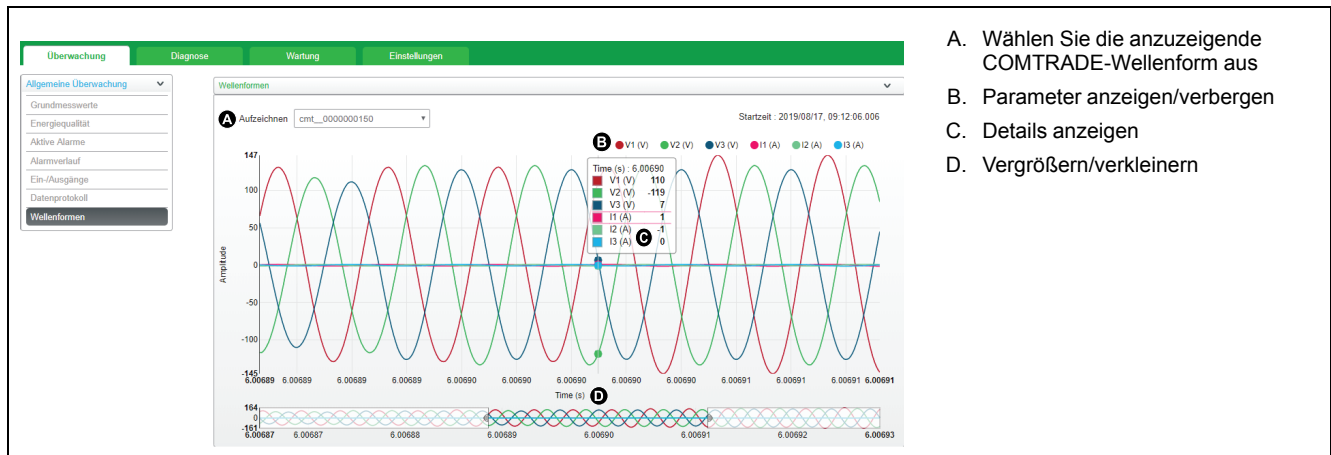 Überwachung Diagnose Wartung Einstellungen
Allgemeine Überwachung
Grundmesswerte
Energiequalität
Aktive Alarme
Alarmverlauf
Ein-/Ausgänge
Datenprotokoll
Wellenformen
Wellenformen
A Aufzeichnen cmt__0000000150
Startzeit : 2019/08/17, 09:12:06.006
B V1 (V) V2 (V) V3 (V) I1 (A) I2 (A) I3 (A)
147
100
50
0
-50
-100
-145
Amplitude
Time (s) : 6.00690
V1 (V) 110
V2 (V) -119
V3 (V) 7
I1 (A) 1
I2 (A) -1
I3 (A) 0
C
6.00689 6.00689 6.00689 6.00689 6.00690 6.00690 6.00690 6.00690 6.00690 6.00691 6.00691 6.00691 6.00691
Time (s) D
164
0
-161
6.00687 6.00687 6.00688 6.00689 6.00690 6.00691 6.00692 6.00693
A. Wählen Sie die anzuzeigende
COMTRADE-Wellenform aus
B. Parameter anzeigen/verbergen
C. Details anzeigen
D. Vergrößern/verkleinern